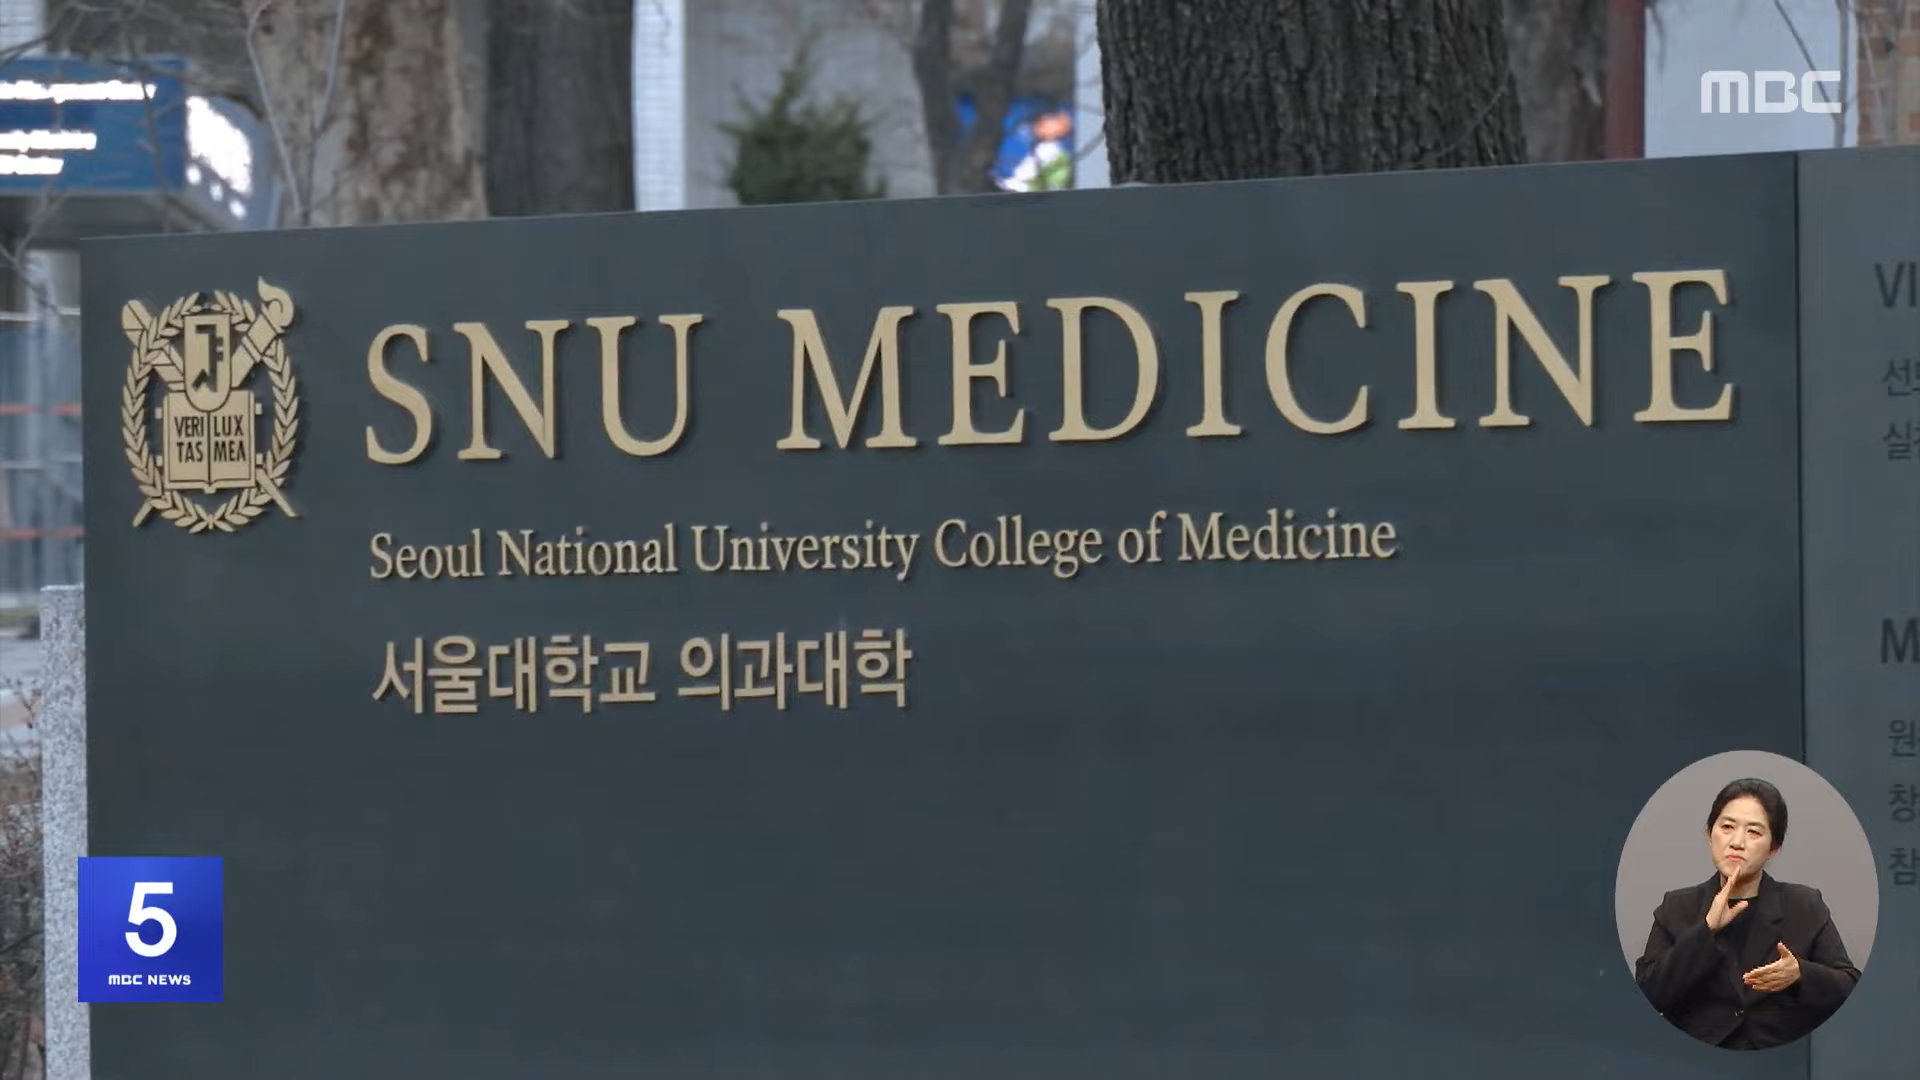 MBC
SNU MEDICINE
VERI LUX
TAS MEA
Seoul National University College of Medicine
서울대학교 의과대학
5
MBC NEWS